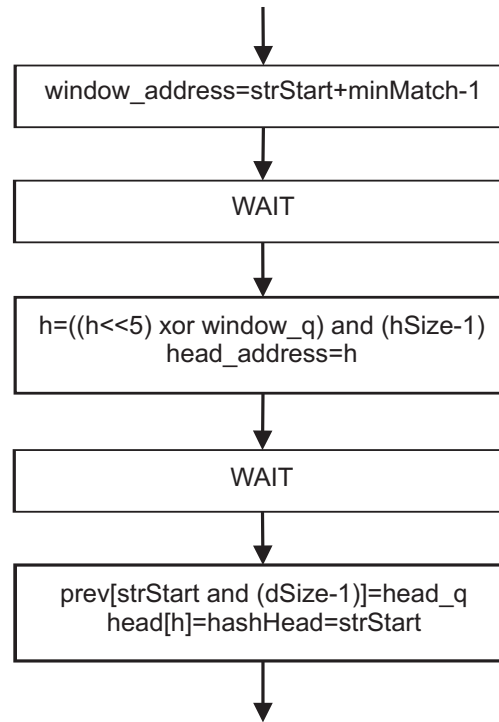 window_address=strStart+minMatch-1
WAIT
h=((h<<5) xor window_q) and (hSize-1)
head_address=h
WAIT
prev[strStart and (dSize-1)]=head_q
head[h]=hashHead=strStart